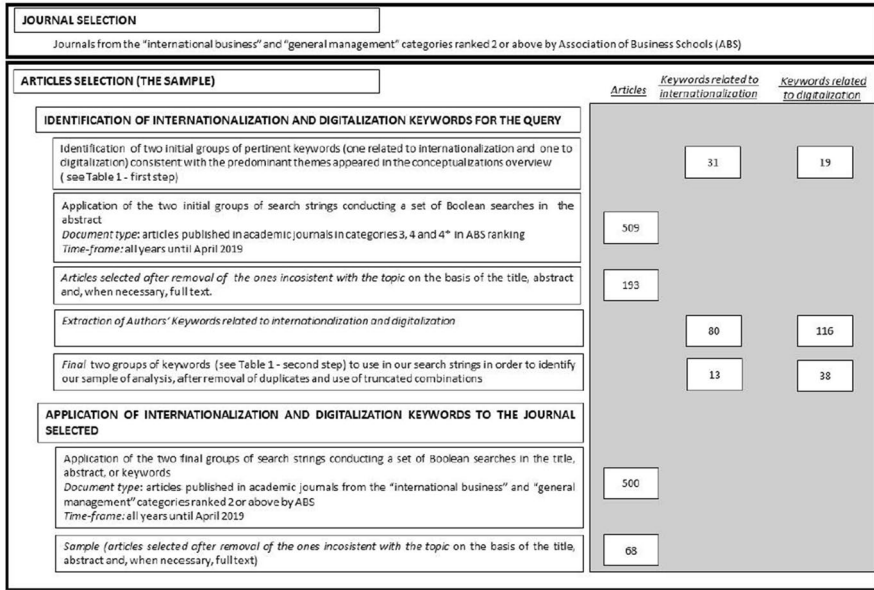 JOURNAL SELECTION
Journals from the "international business" and "general management" categories ranked 2 or above by Association of Business Schools (ABS)
ARTICLES SELECTION (THE SAMPLE)
Articles
Keywords related to
internationalization
Keywords related
to digitalization
IDENTIFICATION OF INTERNATIONALIZATION AND DIGITALIZATION KEYWORDS FOR THE QUERY
Identification of two initial groups of pertinent keywords (one related to internationalization and one to
digitalization) consistent with the predominant themes appeared in the conceptualizations overview
( see Table 1 - first step)
31
19
Application of the two initial groups of search strings conducting a set of Boolean searches in the
abstract
Document type: articles published in academic journals in categories 3, 4 and 4* in ABS ranking
Time-frame: all years until April 2019
509
Articles selected after removal of the ones incosistent with the topic on the basis of the title, abstract
and, when necessary, full text.
193
Extraction of Authors' Keywords related to internationalization and digitalization
80
116
Final two groups of keywords (see Table 1 - second step) to use in our search strings in order to identify
our sample of analysis, after removal of duplicates and use of truncated combinations
13
38
APPLICATION OF INTERNATIONALIZATION AND DIGITALIZATION KEYWORDS TO THE JOURNAL
SELECTED
Application of the two final groups of search strings conducting a set of Boolean searches in the title,
abstract, or keywords
Document type: articles published in academic journals from the "international business" and "general
management" categories ranked 2 or above by ABS
Time-frame: all years until April 2019
500
Sample (articles selected after removal of the ones incosistent with the topic on the basis of the title,
abstract and, when necessary, full text)
68